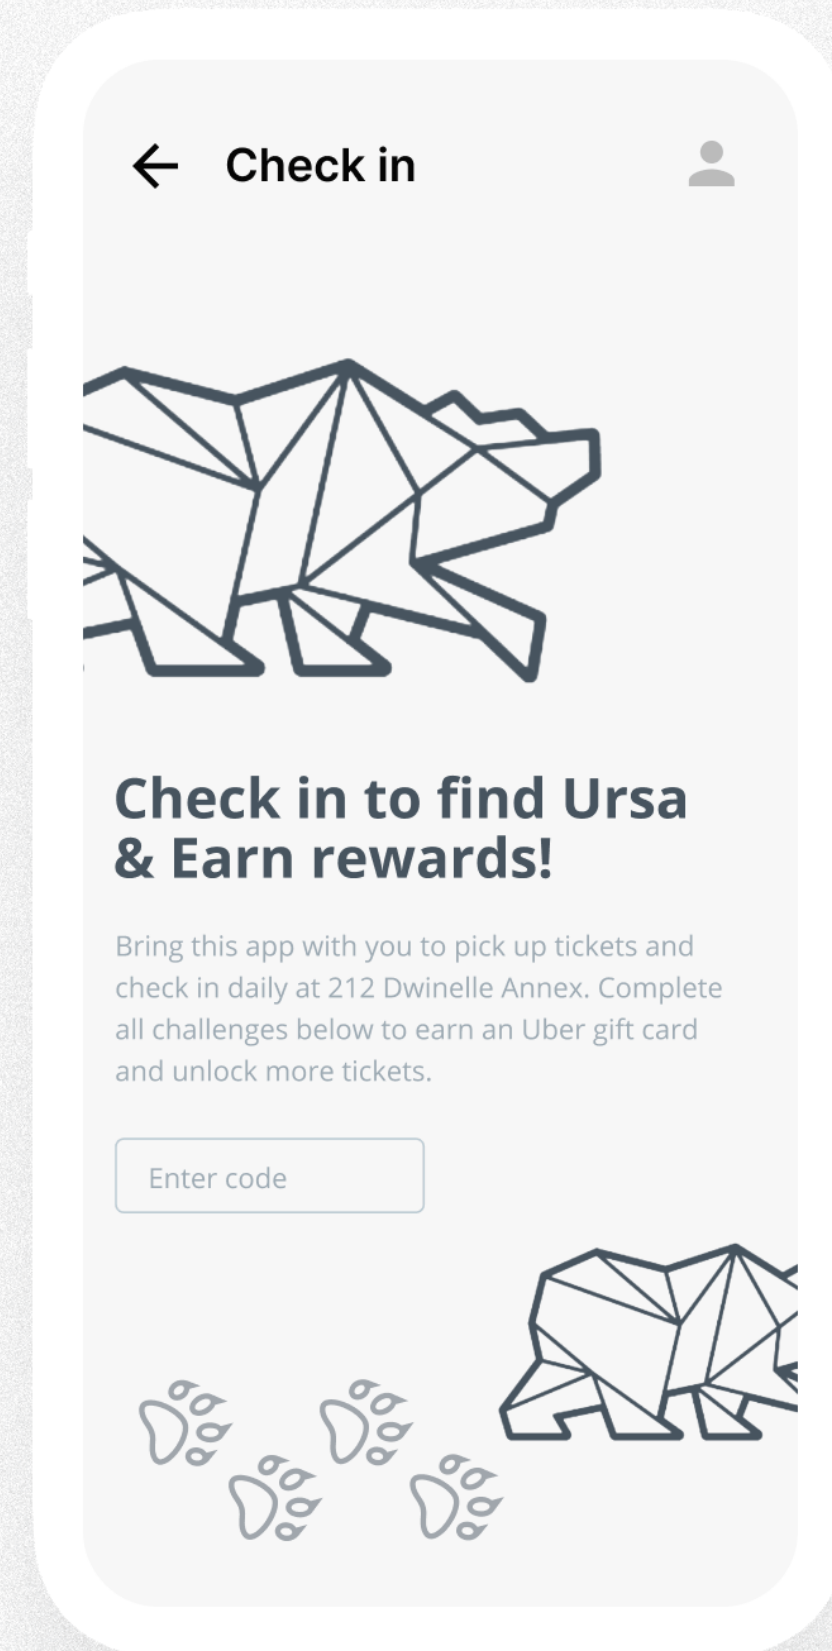 Check in
Check in to find Ursa
& Earn rewards!
Bring this app with you to pick up tickets and
check in daily at 212 Dwinelle Annex. Complete
all challenges below to earn an Uber gift card
and unlock more tickets.
Enter code